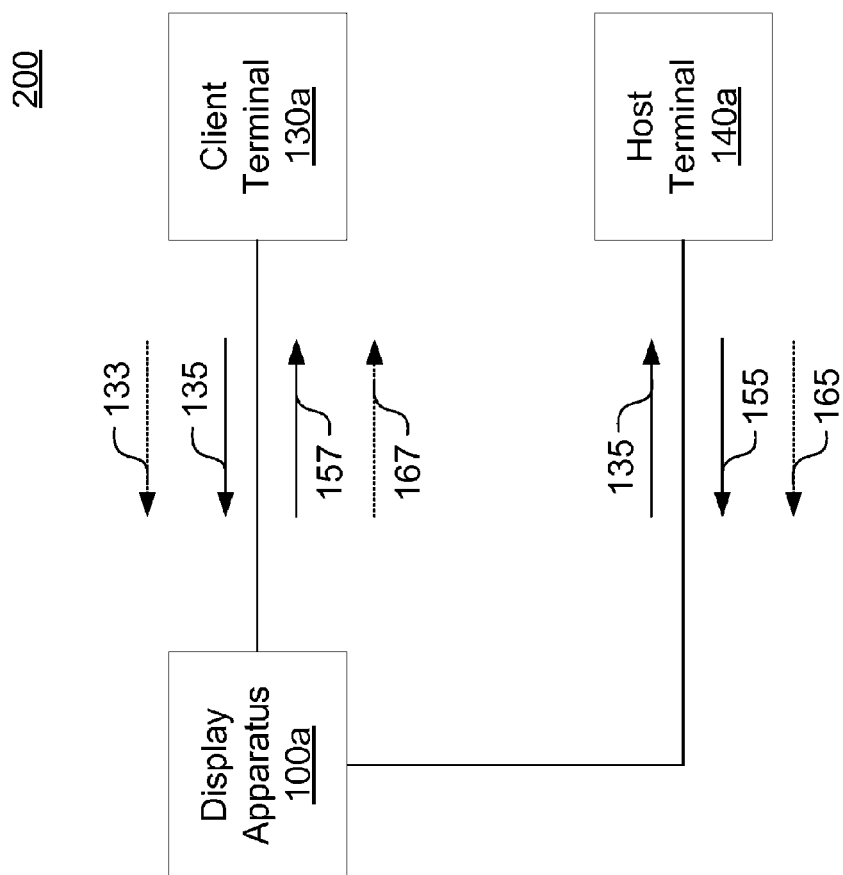 200
Display
Apparatus
100a
133
135
157
167
Client
Terminal
130a
135
155
165
Host
Terminal
140a